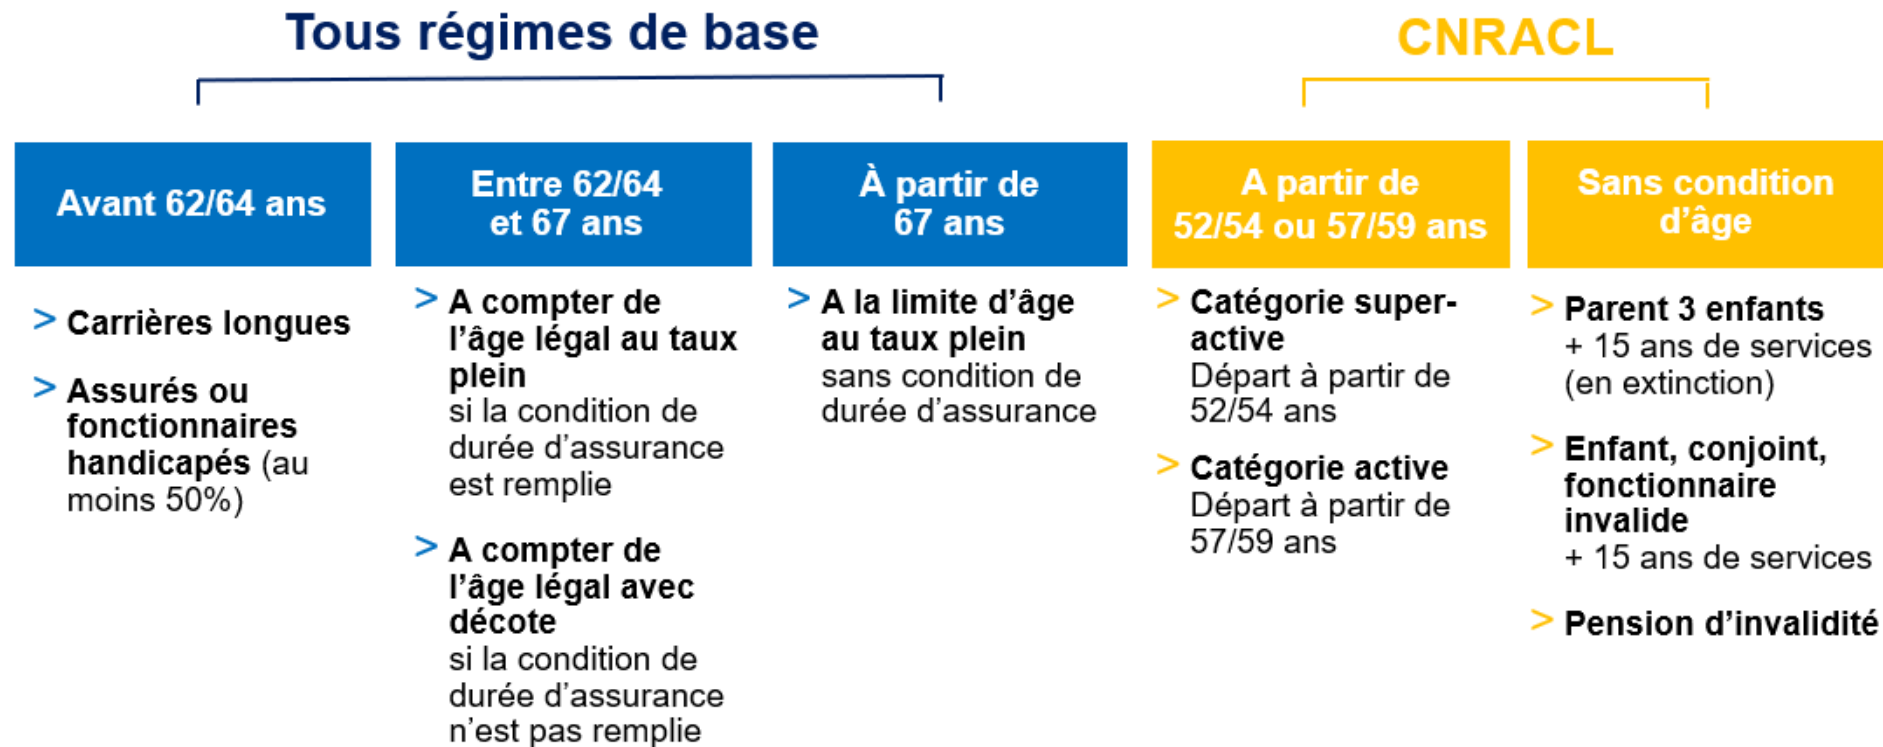 Tous régimes de base
CNRACL
Avant 62/64 ans
Entre 62/64
et 67 ans
À partir de
67 ans
A partir de
52/54 ou 57/59 ans
Sans condition
d’âge
> Carrières longues
> Assurés ou
fonctionnaires
handicapés (au
moins 50%)
> A compter de
l’âge légal au taux
plein
si la condition de
durée d’assurance
est remplie
> A compter de
l’âge légal avec
décote
si la condition de
durée d’assurance
n’est pas remplie
> A la limite d’âge
au taux plein
sans condition de
durée d’assurance
> Catégorie super-
active
Départ à partir de
52/54 ans
> Catégorie active
Départ à partir de
57/59 ans
> Parent 3 enfants
+ 15 ans de services
(en extinction)
> Enfant, conjoint,
fonctionnaire
invalide
+ 15 ans de services
> Pension d’invalidité